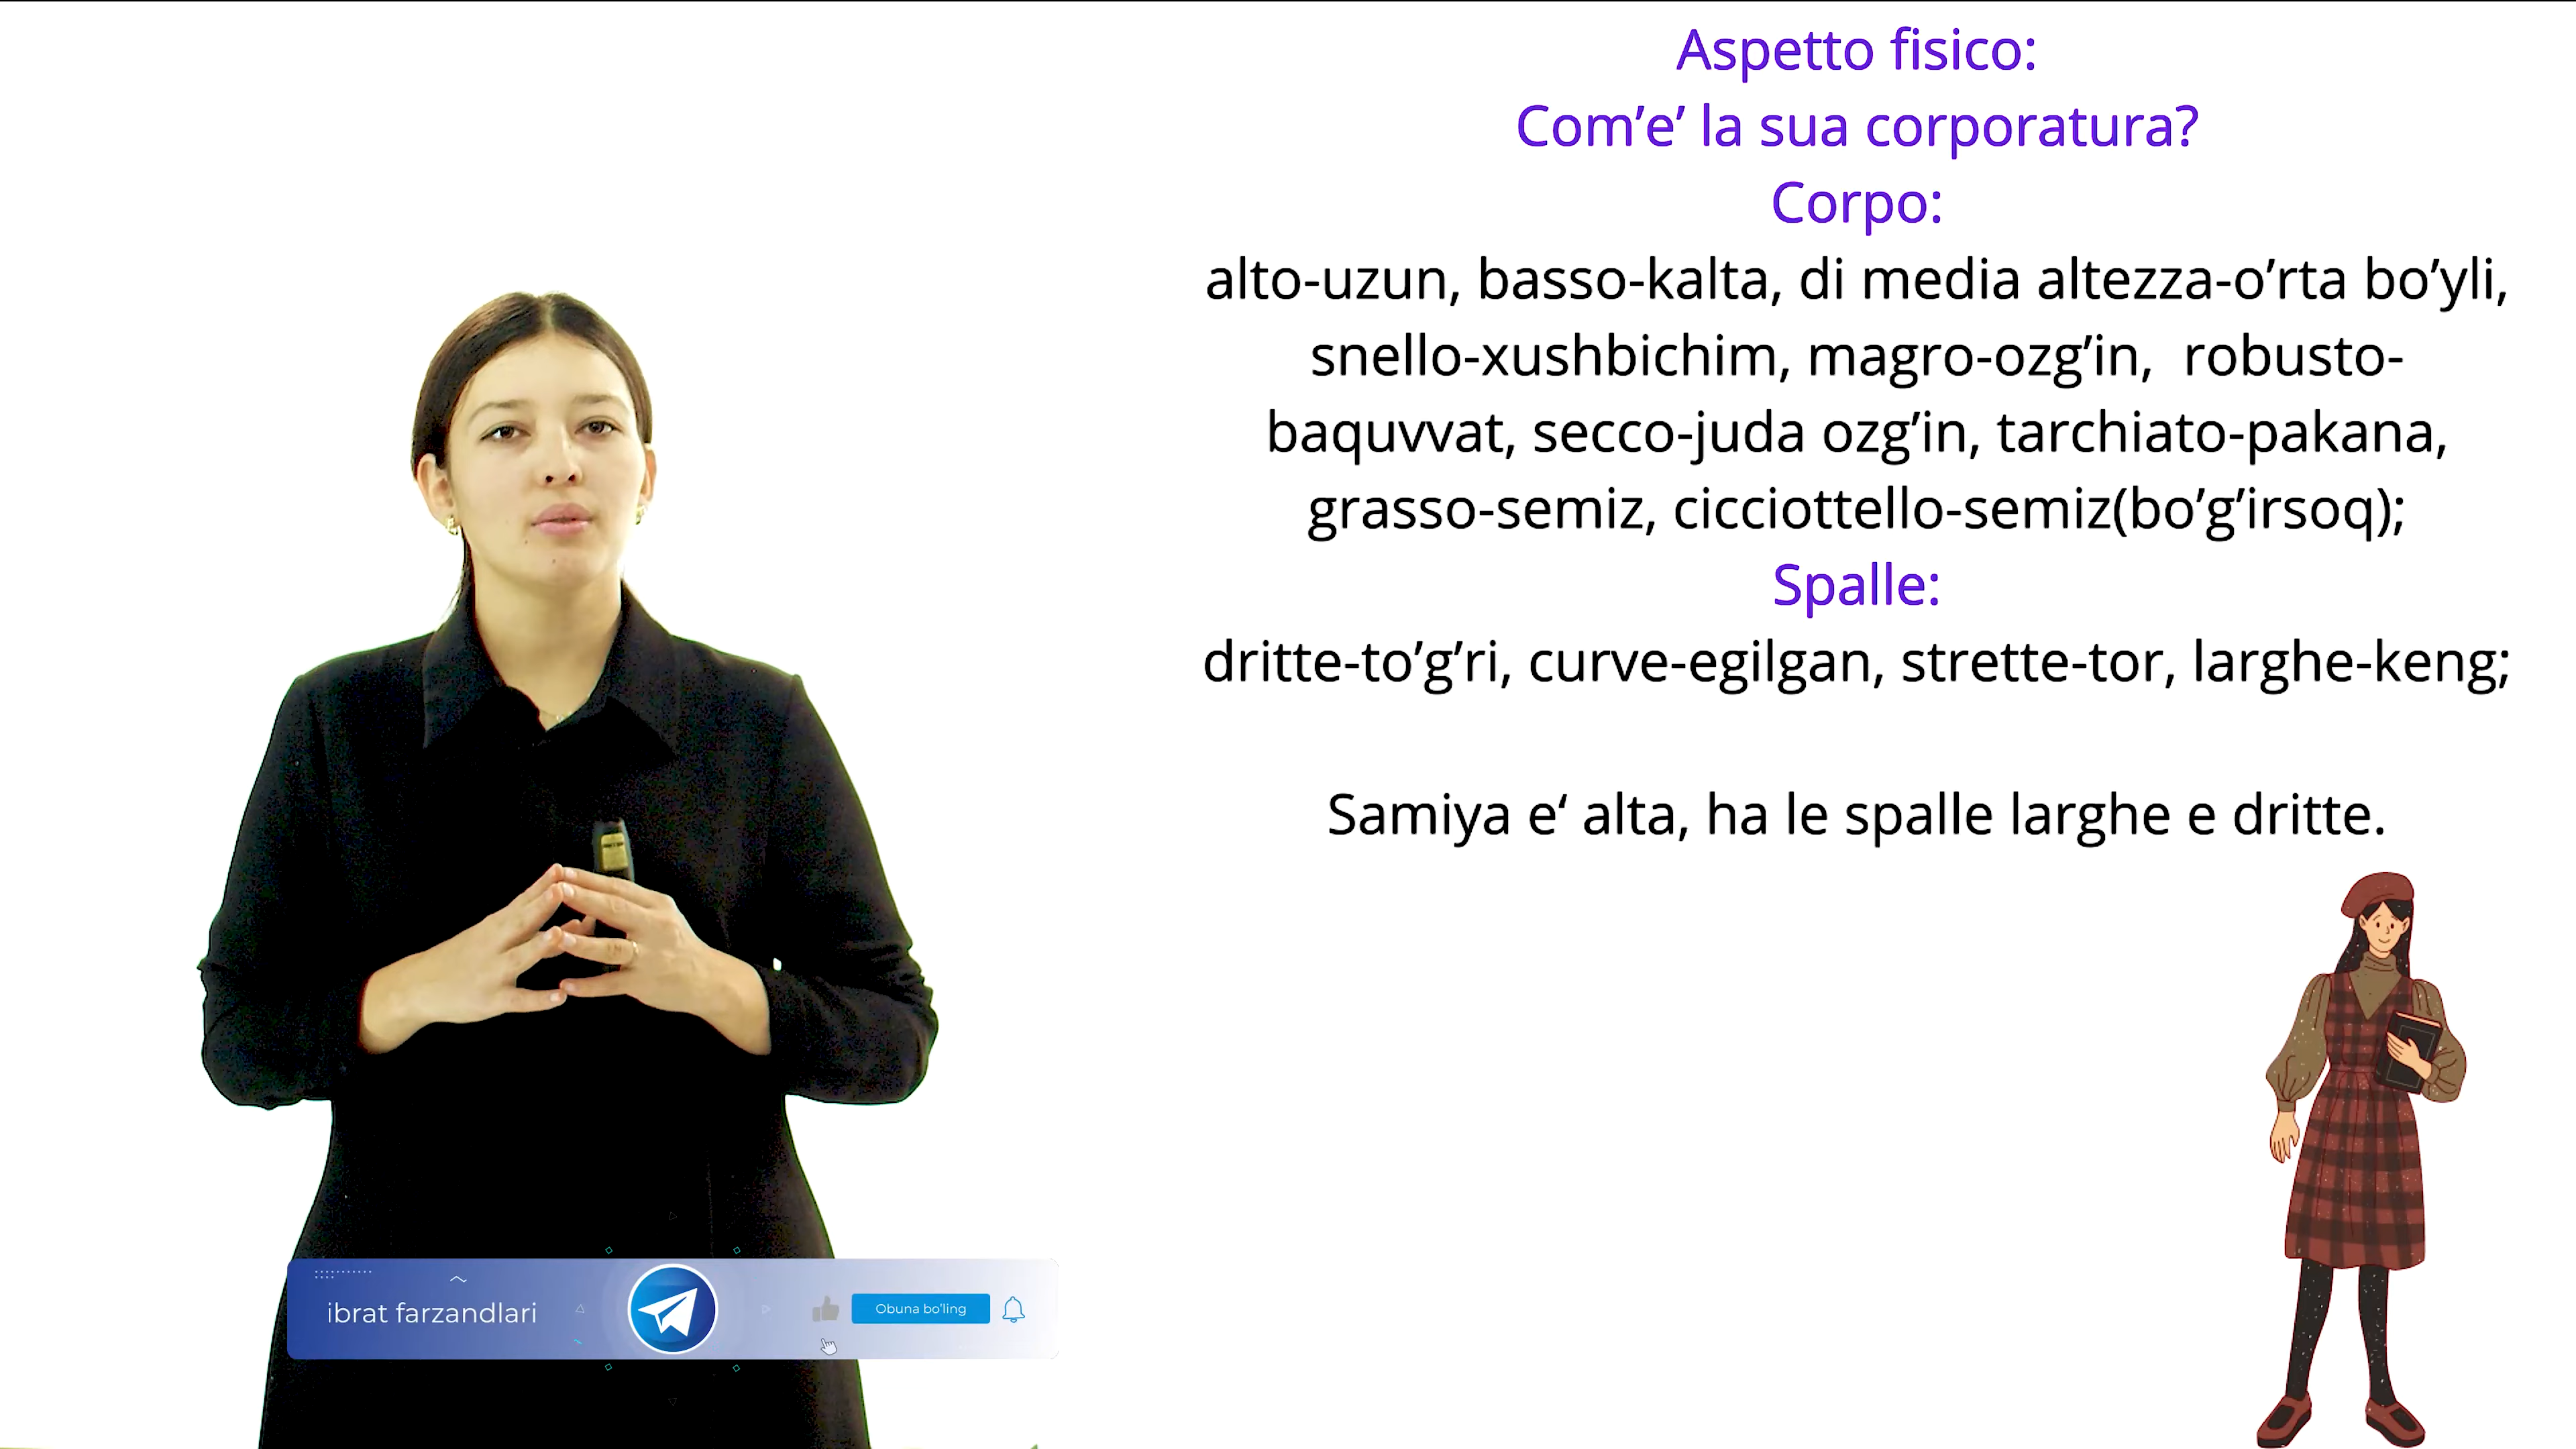 Aspetto fisico:
Com’e’ la sua corporatura?
Corpo:
alto-uzun, basso-kalta, di media altezza-o’rta bo’yli,
snello-xushbichim, magro-ozg’in, robusto-
baquvvat, secco-juda ozg’in, tarchiato-pakana,
grasso-semiz, cicciottello-semiz(bo’g’irsoq);
Spalle:
dritte-to’g’ri, curve-egilgan, strette-tor, larghe-keng;
Samiya e‘ alta, ha le spalle larghe e dritte.
ibrat farzandlari
Obuna bo'ling